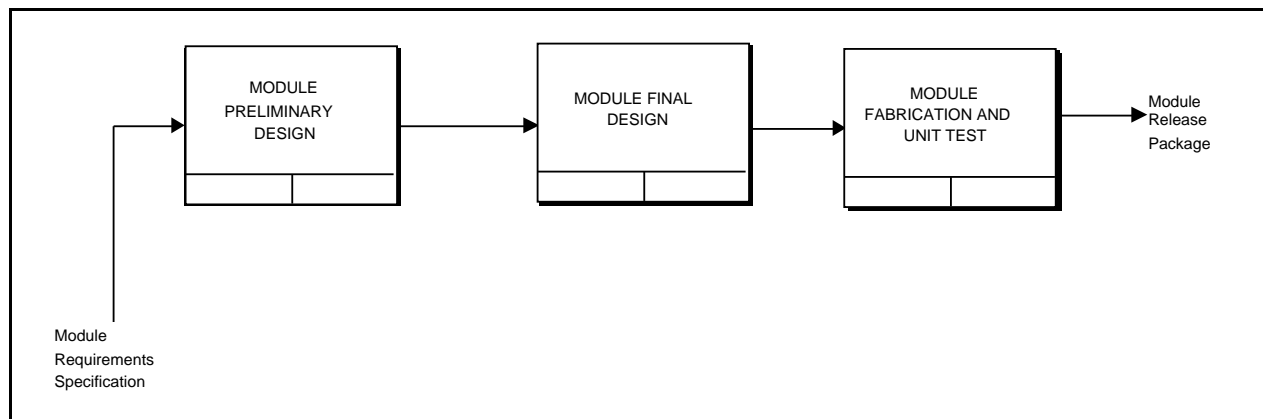 MODULE
PRELIMINARY
DESIGN
MODULE FINAL
DESIGN
MODULE
FABRICATION AND
UNIT TEST
Module
Release
Package
Module
Requirements
Specification